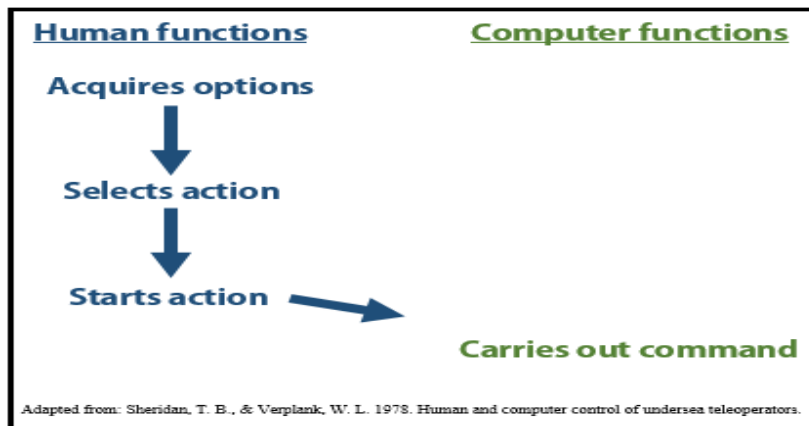 Human functions
Computer functions
Acquires options
Selects action
Starts action
Carries out command
Adapted from: Sheridan, T. B., & Verplank, W. L. 1978. Human and computer control of undersea teleoperators.